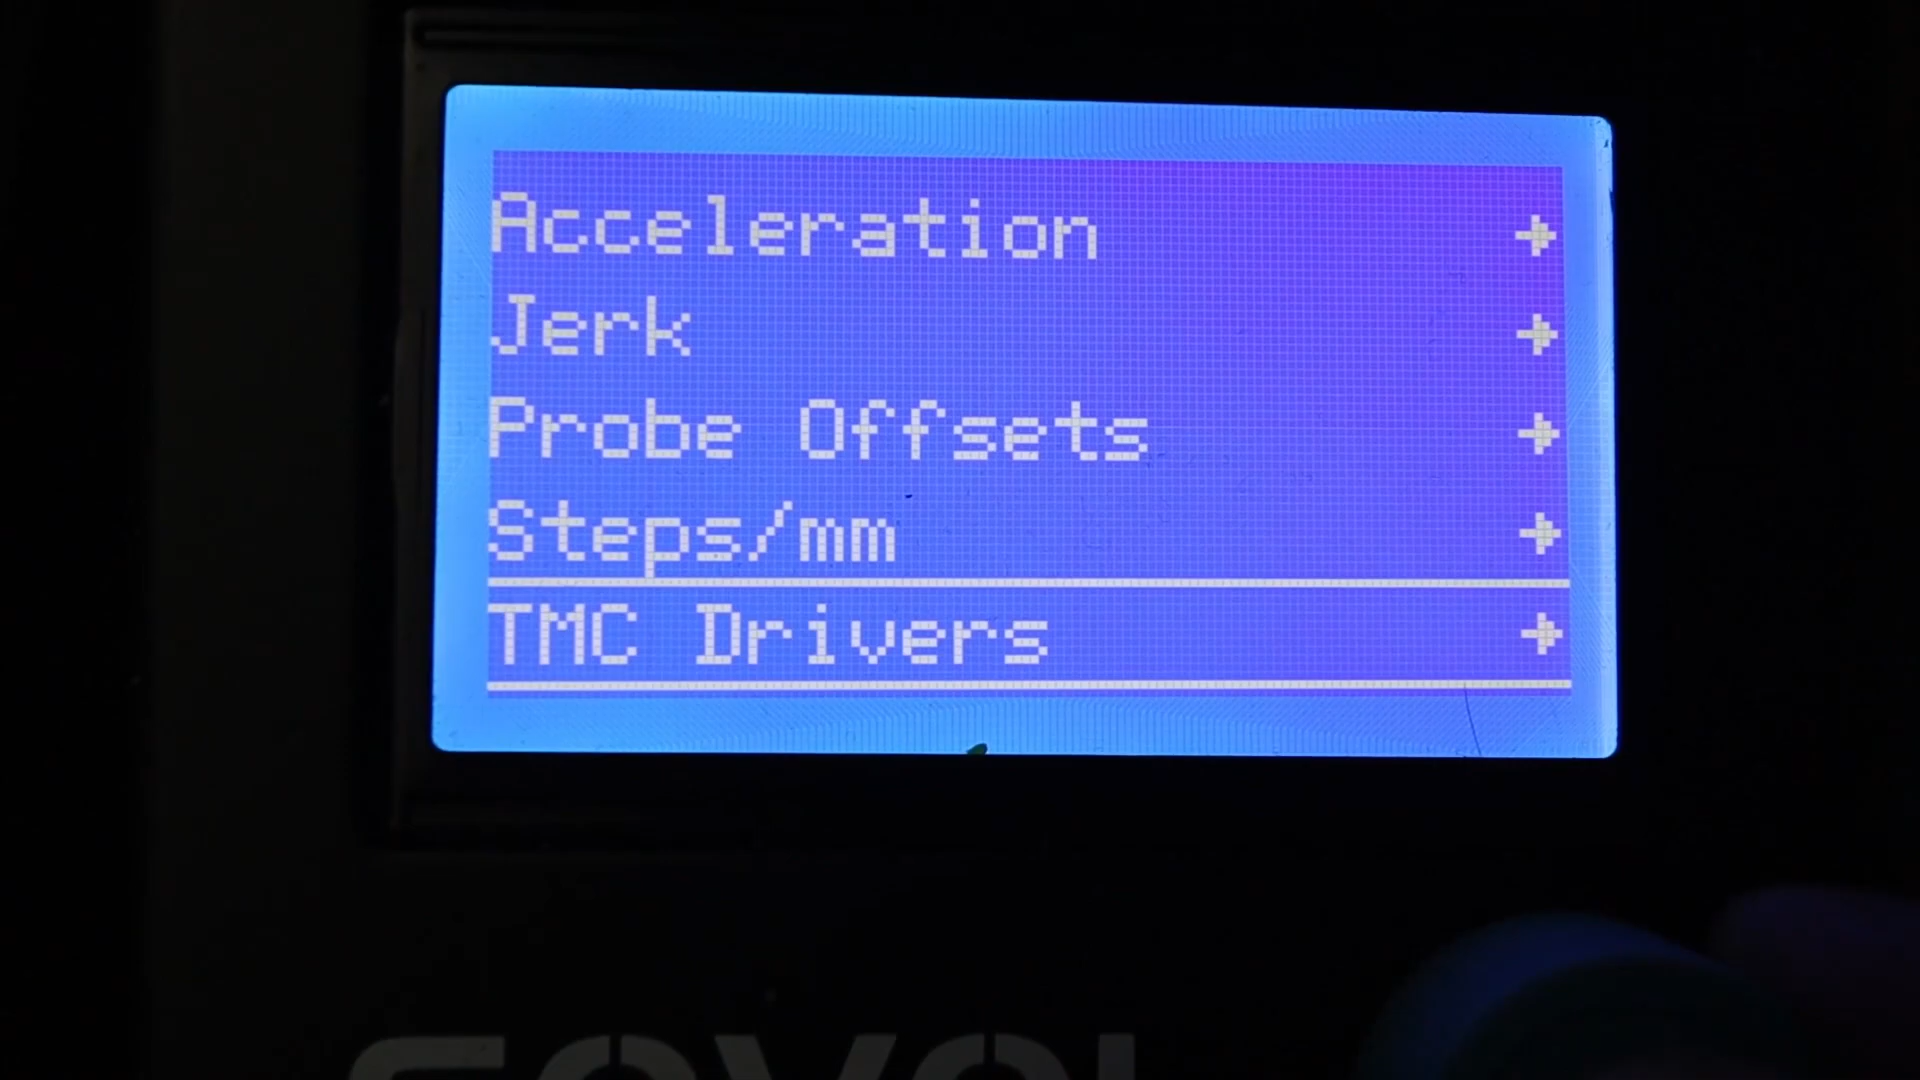 Acceleration
Jerk
Probe Offsets
Steps/mm
TMC Drivers